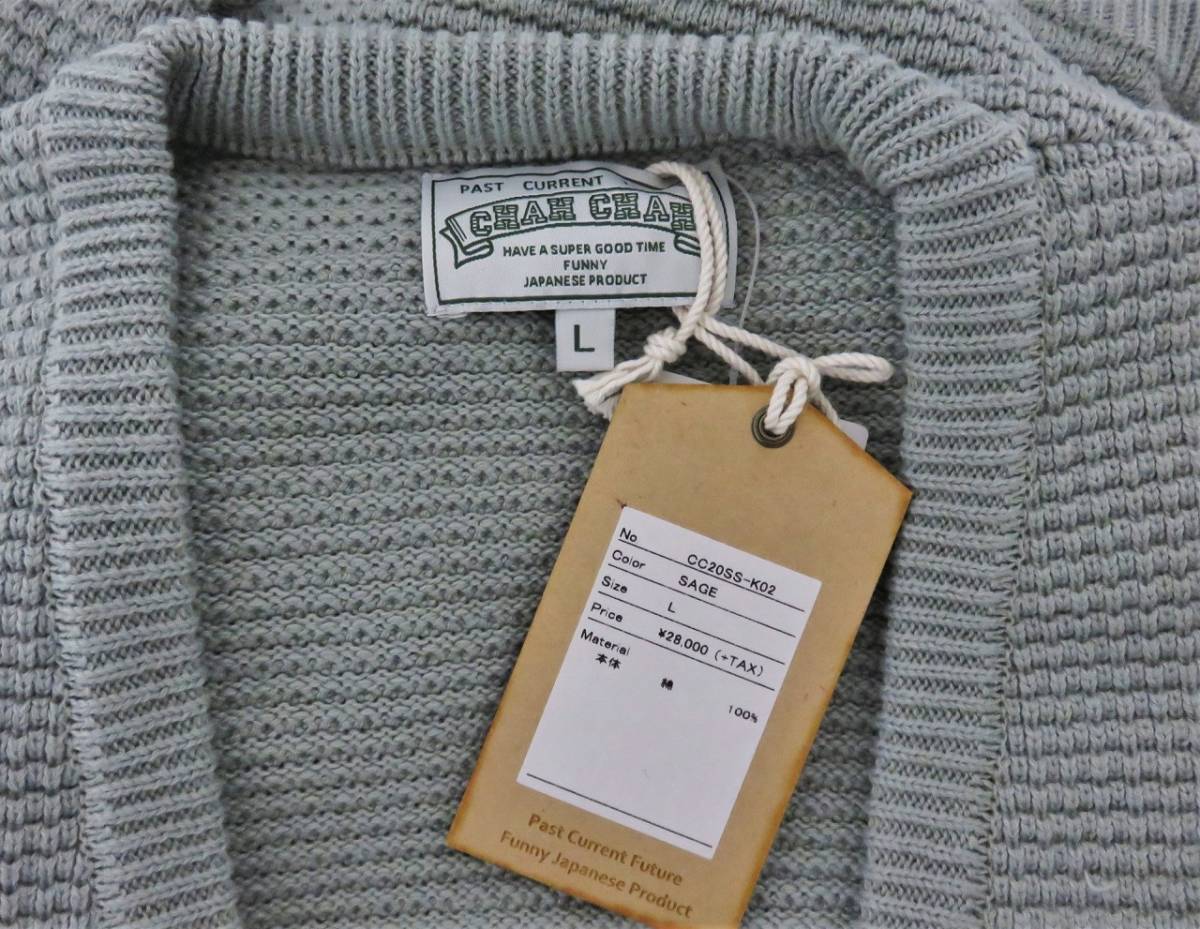 PAST CURRENT
CHAH CHAH
HAVE A SUPER GOOD TIME
FUNNY
JAPANESE PRODUCT
L
No CC20SS-K02
Color SAGE
Size L
Price ¥28,000 (+TAX)
Material
本体 綿 100%
Past Current Future
Funny Japanese Product